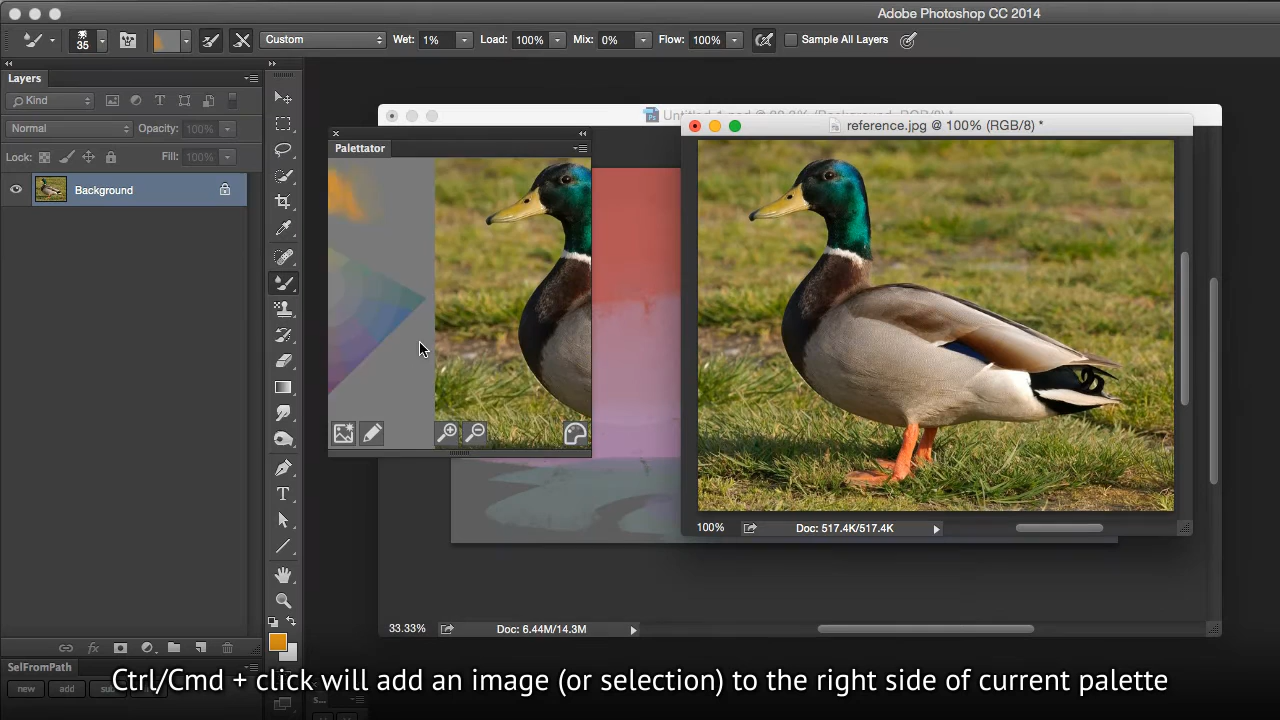 Adobe Photoshop CC 2014
35
Custom
Wet: 1%
Load: 100%
Mix: 0%
Flow: 100%
Sample All Layers
Layers
Kind
Normal
Opacity: 100%
Lock:
Fill: 100%
Background
Palettator
reference.jpg @ 100% (RGB/8) *
100%
Doc: 517.4K/517.4K
33.33%
Doc: 6.44M/14.3M
fx
SelFromPath
new
add
Ctrl/Cmd + click will add an image (or selection) to the right side of current palette